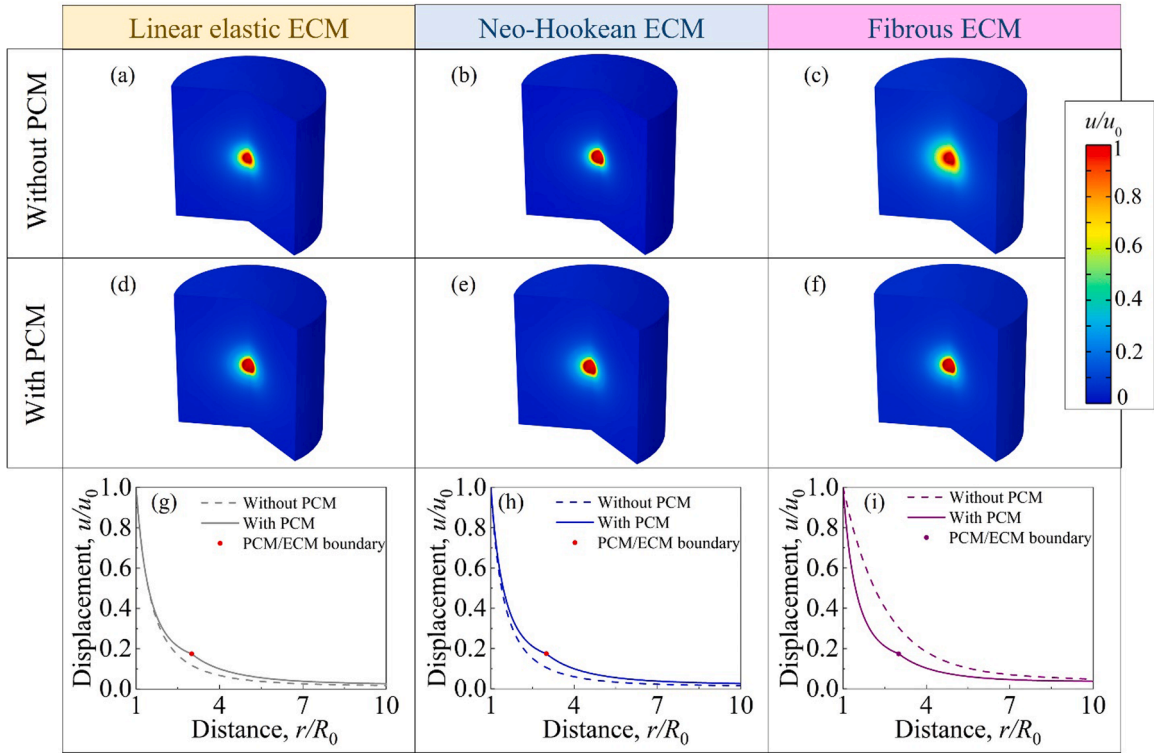 Linear elastic ECM
Neo-Hookean ECM
Fibrous ECM
Without PCM
(a)
(b)
(c)
u/u0
1
0.8
0.6
0.4
0.2
0
With PCM
(d)
(e)
(f)
(g)
Without PCM
With PCM
PCM/ECM boundary
Displacement, u/u0
1.0
0.8
0.6
0.4
0.2
0.0
1
4
7
10
Distance, r/R0
(h)
Without PCM
With PCM
PCM/ECM boundary
Displacement, u/u0
1.0
0.8
0.6
0.4
0.2
0.0
1
4
7
10
Distance, r/R0
(i)
Without PCM
With PCM
PCM/ECM boundary
Displacement, u/u0
1.0
0.8
0.6
0.4
0.2
0.0
1
4
7
10
Distance, r/R0